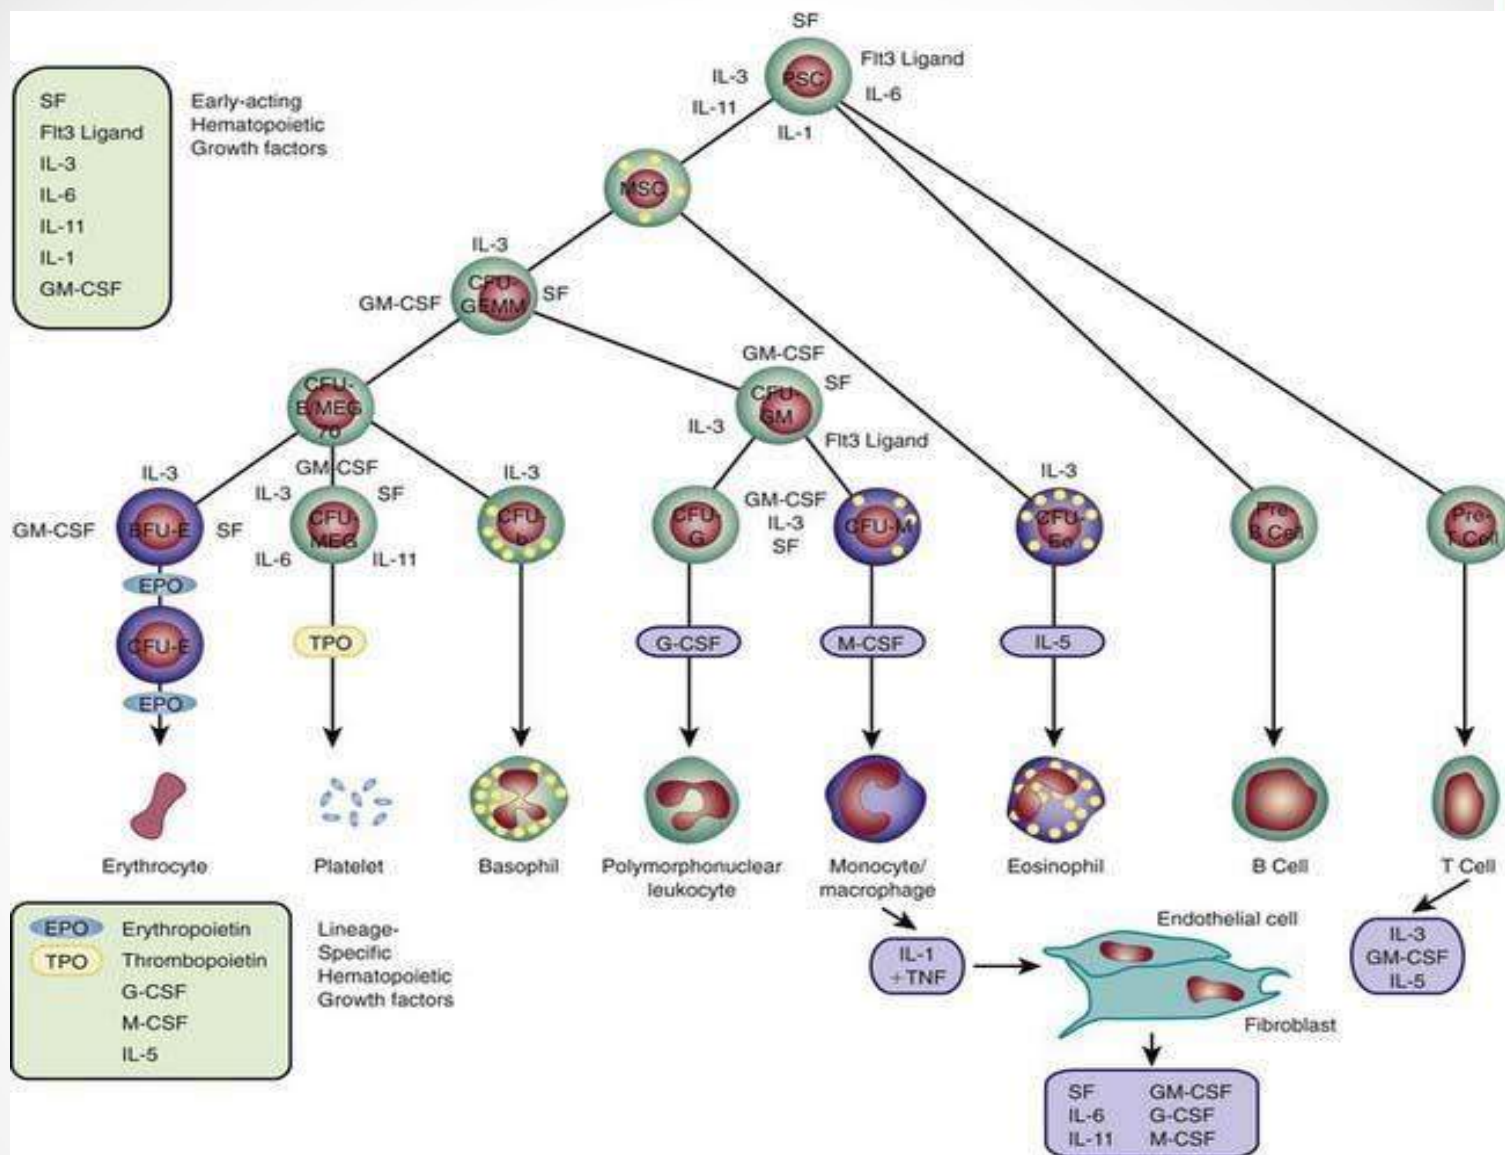 SF
Flt3 Ligand
IL-3
PSC
IL-6
IL-11
IL-1
SF
Flt3 Ligand
IL-3
IL-6
IL-11
IL-1
GM-CSF
Early-acting
Hematopoietic
Growth factors
MSC
IL-3
CFU-
GEMM
SF
GM-CSF
CFU-
E/MEG
70
GM-CSF
CFU-
GM
SF
IL-3
Flt3 Ligand
IL-3
GM-CSF
BFU-E
SF
EPO
CFU-E
EPO
GM-CSF
IL-3
SF
CFU-
MEG
IL-6
IL-11
TPO
IL-3
CFU-
b
CFU-
G
G-CSF
GM-CSF
IL-3
SF
CFU-M
M-CSF
IL-3
CFU-
Eo
IL-5
Pre-
B Cell
Pre-
T Cell
Erythrocyte
Platelet
Basophil
Polymorphonuclear
leukocyte
Monocyte/
macrophage
Eosinophil
B Cell
T Cell
EPO Erythropoietin
TPO Thrombopoietin
G-CSF
M-CSF
IL-5
Lineage-
Specific
Hematopoietic
Growth factors
IL-1
+TNF
Endothelial cell
Fibroblast
IL-3
GM-CSF
IL-5
SF GM-CSF
IL-6 G-CSF
IL-11 M-CSF